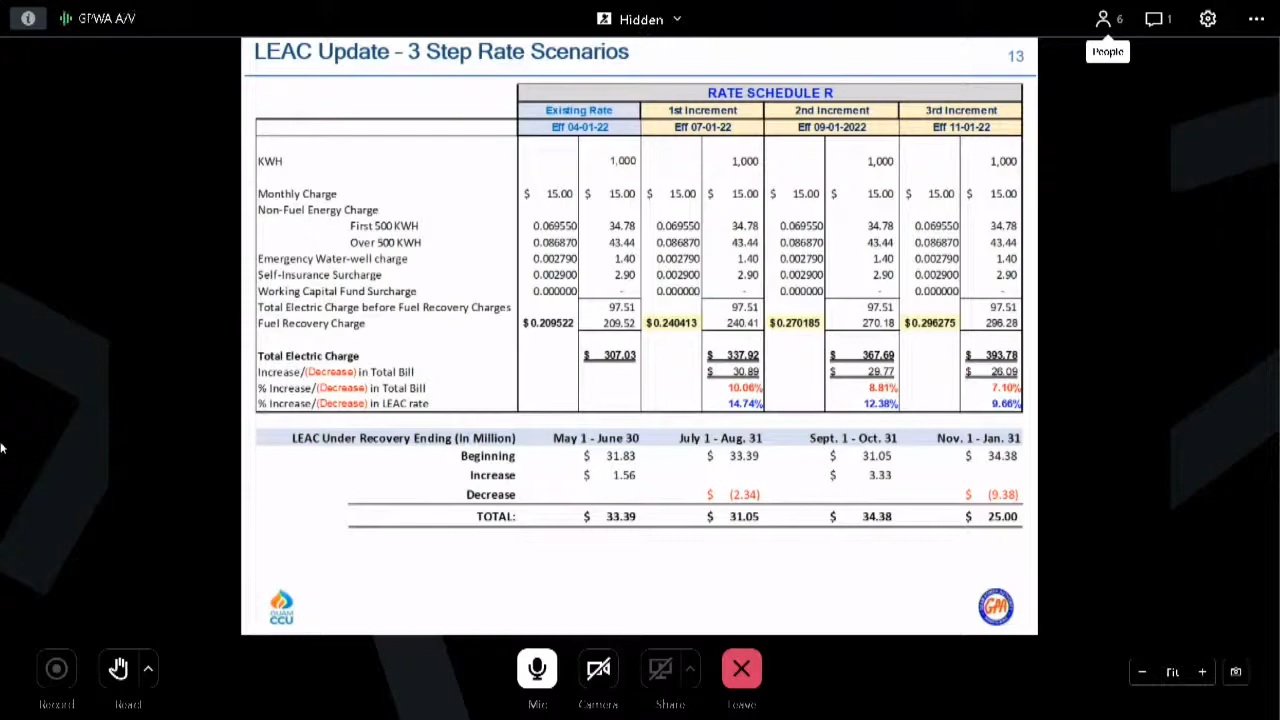 GPWA A/V
Hidden
6
1
People
LEAC Update – 3 Step Rate Scenarios
13
RATE SCHEDULE R
Existing Rate 1st Increment 2nd Increment 3rd Increment
Eff 04-01-22 Eff 07-01-22 Eff 09-01-2022 Eff 11-01-22
KWH 1,000 1,000 1,000 1,000
Monthly Charge $ 15.00 $ 15.00 $ 15.00 $ 15.00 $ 15.00 $ 15.00 $ 15.00 $ 15.00
Non-Fuel Energy Charge
First 500 KWH 0.069550 34.78 0.069550 34.78 0.069550 34.78 0.069550 34.78
Over 500 KWH 0.086870 43.44 0.086870 43.44 0.086870 43.44 0.086870 43.44
Emergency Water-well charge 0.002790 1.40 0.002790 1.40 0.002790 1.40 0.002790 1.40
Self-Insurance Surcharge 0.002900 2.90 0.002900 2.90 0.002900 2.90 0.002900 2.90
Working Capital Fund Surcharge 0.000000 - 0.000000 - 0.000000 - 0.000000 -
Total Electric Charge before Fuel Recovery Charges 97.51 97.51 97.51 97.51
Fuel Recovery Charge $0.209522 209.52 $0.240413 240.41 $0.270185 270.18 $0.296275 296.28
Total Electric Charge $ 307.03 $ 337.92 $ 367.69 $ 393.78
Increase/(Decrease) in Total Bill $ 30.89 $ 29.77 $ 26.09
% Increase/(Decrease) in Total Bill 10.06% 8.81% 7.10%
% Increase/(Decrease) in LEAC rate 14.74% 12.38% 9.66%
LEAC Under Recovery Ending (In Million) May 1 - June 30 July 1 - Aug. 31 Sept. 1 - Oct. 31 Nov. 1 - Jan. 31
Beginning $ 31.83 $ 33.39 $ 31.05 $ 34.38
Increase $ 1.56 $ 3.33
Decrease $ (2.34) $ (9.38)
TOTAL: $ 33.39 $ 31.05 $ 34.38 $ 25.00
GUAM
CCU
GPA
Record React Mic Camera Share Leave
Fit